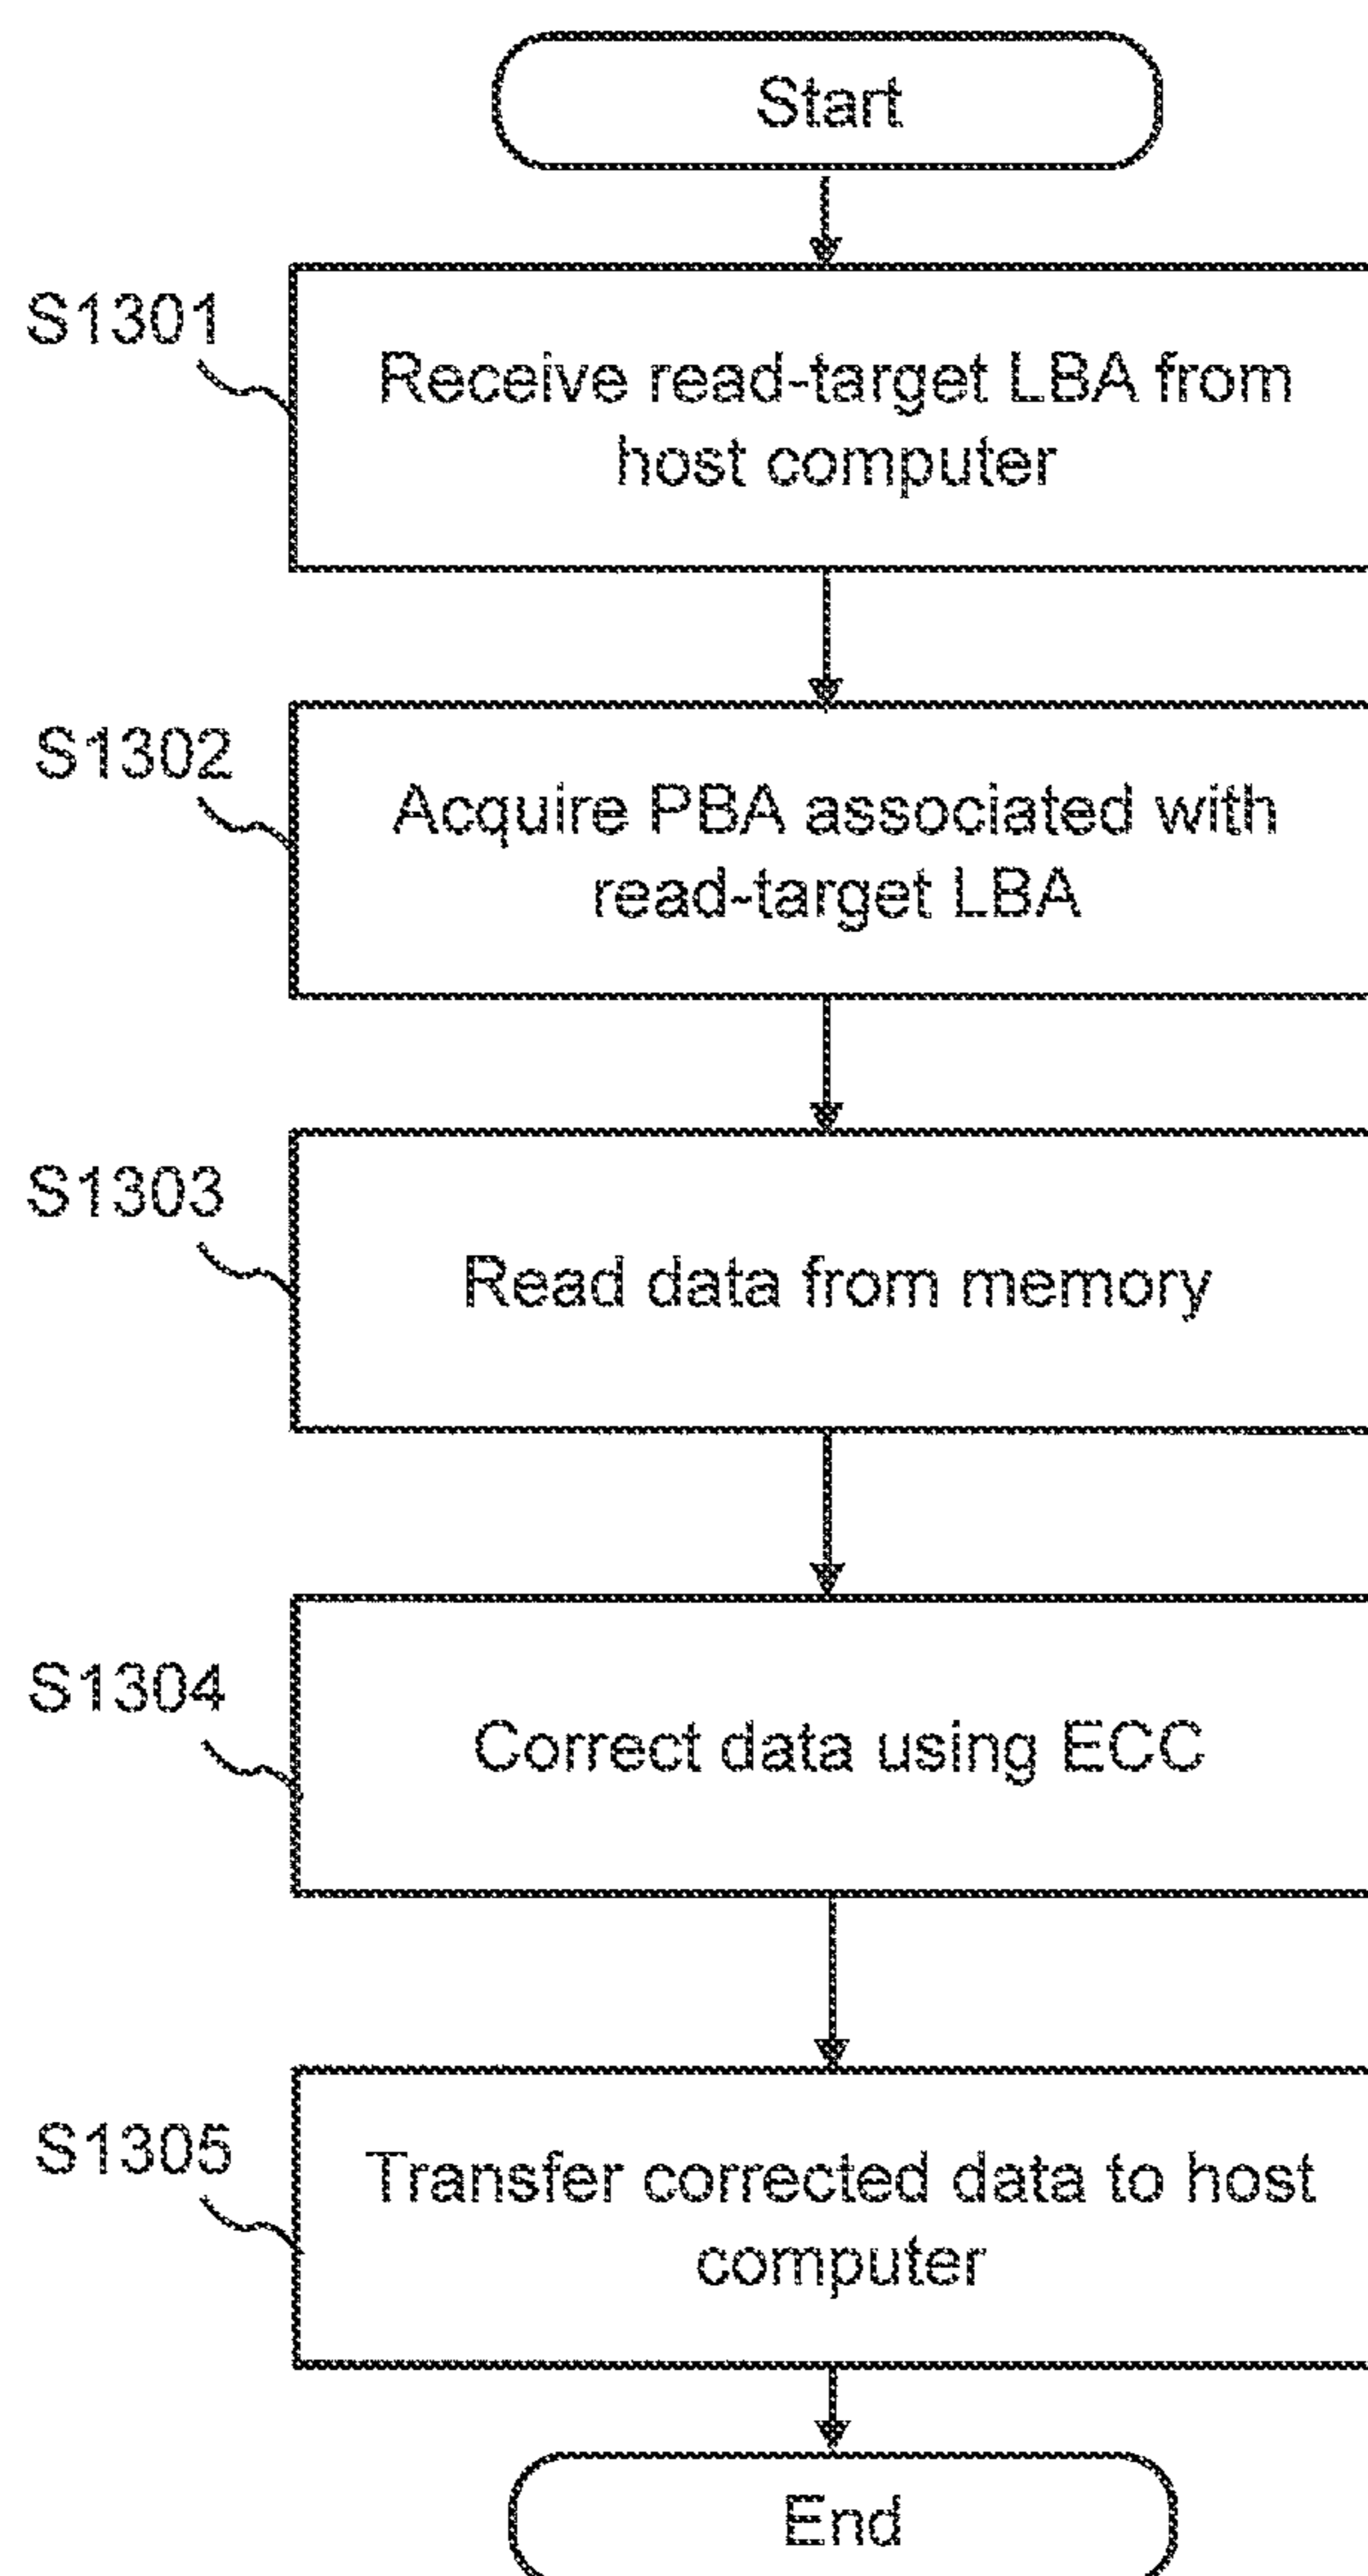 Start
S1301
Receive read-target LBA from
host computer
S1302
Acquire PBA associated with
read-target LBA
S1303
Read data from memory
S1304
Correct data using ECC
S1305
Transfer corrected data to host
computer
End